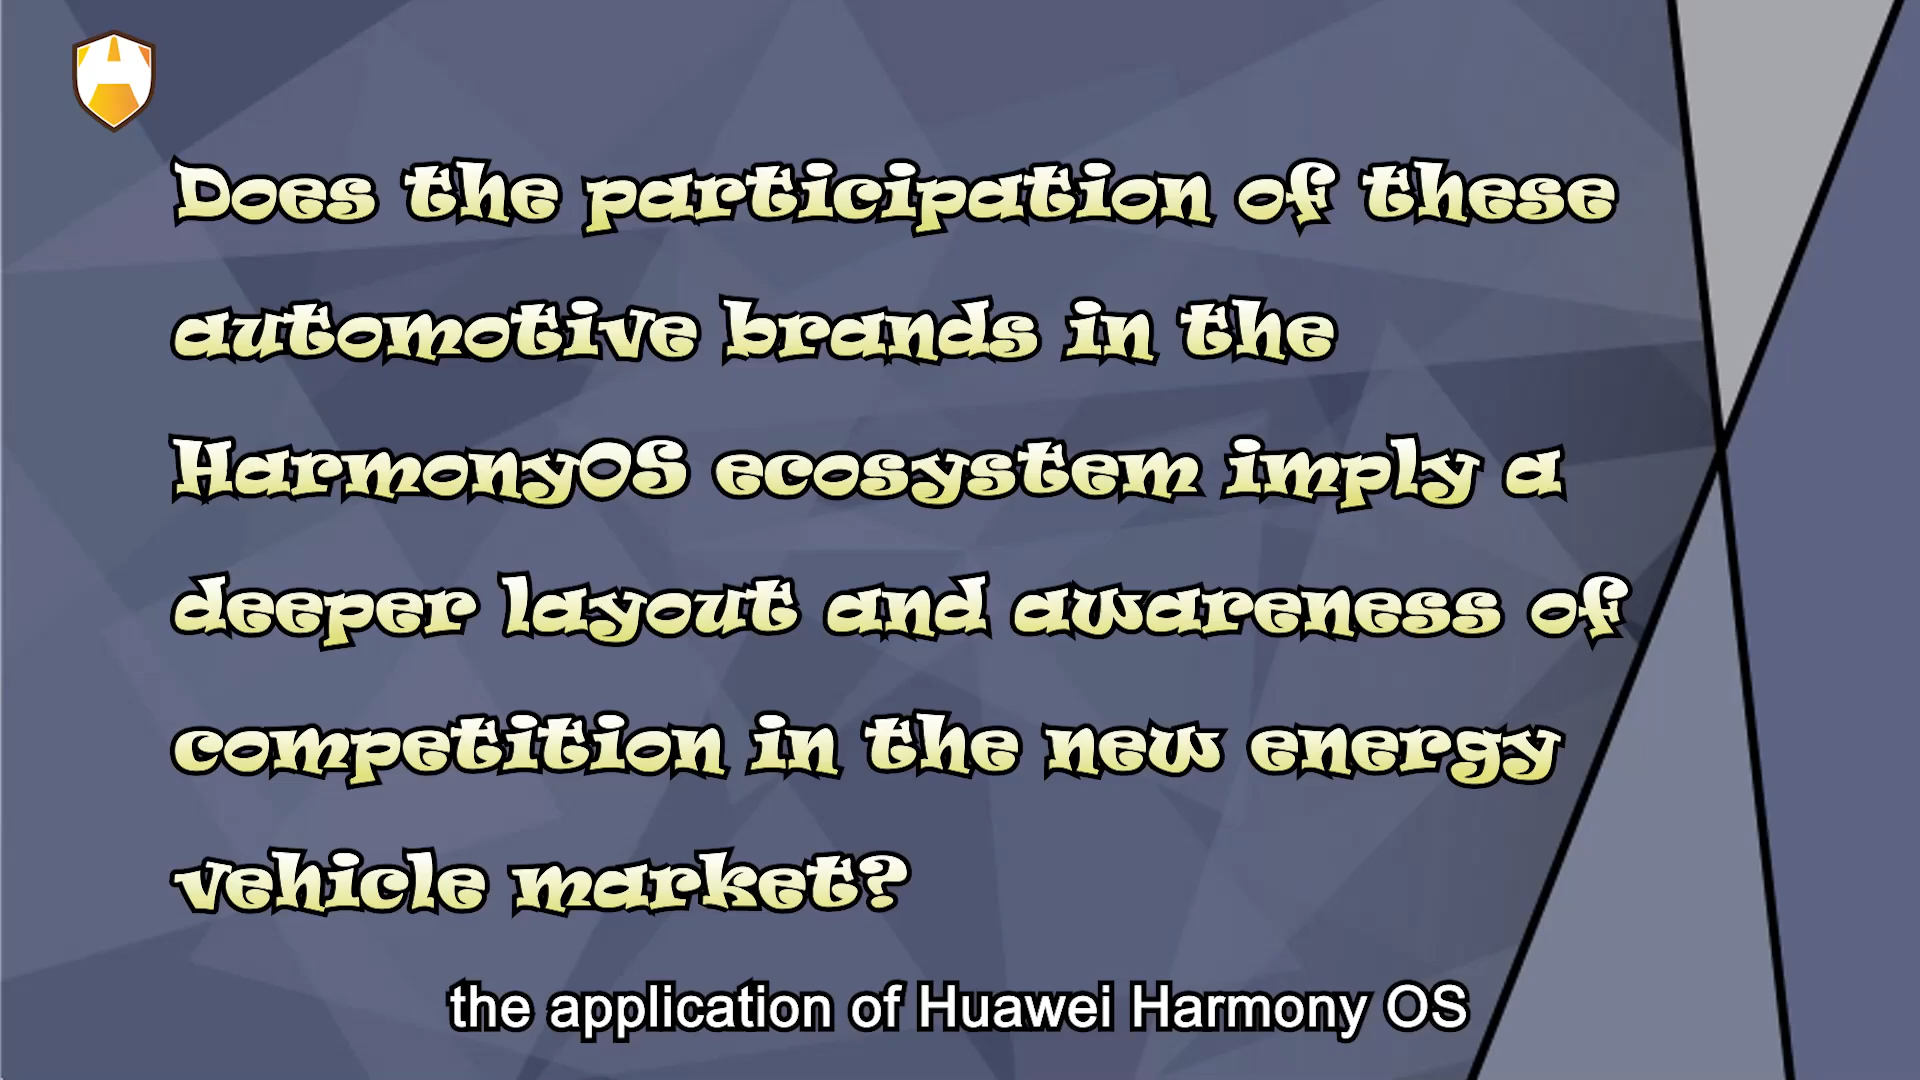 Does the participation of these
automotive brands in the
HarmonyOS ecosystem imply a
deeper layout and awareness of
competition in the new energy
vehicle market?
the application of Huawei Harmony OS